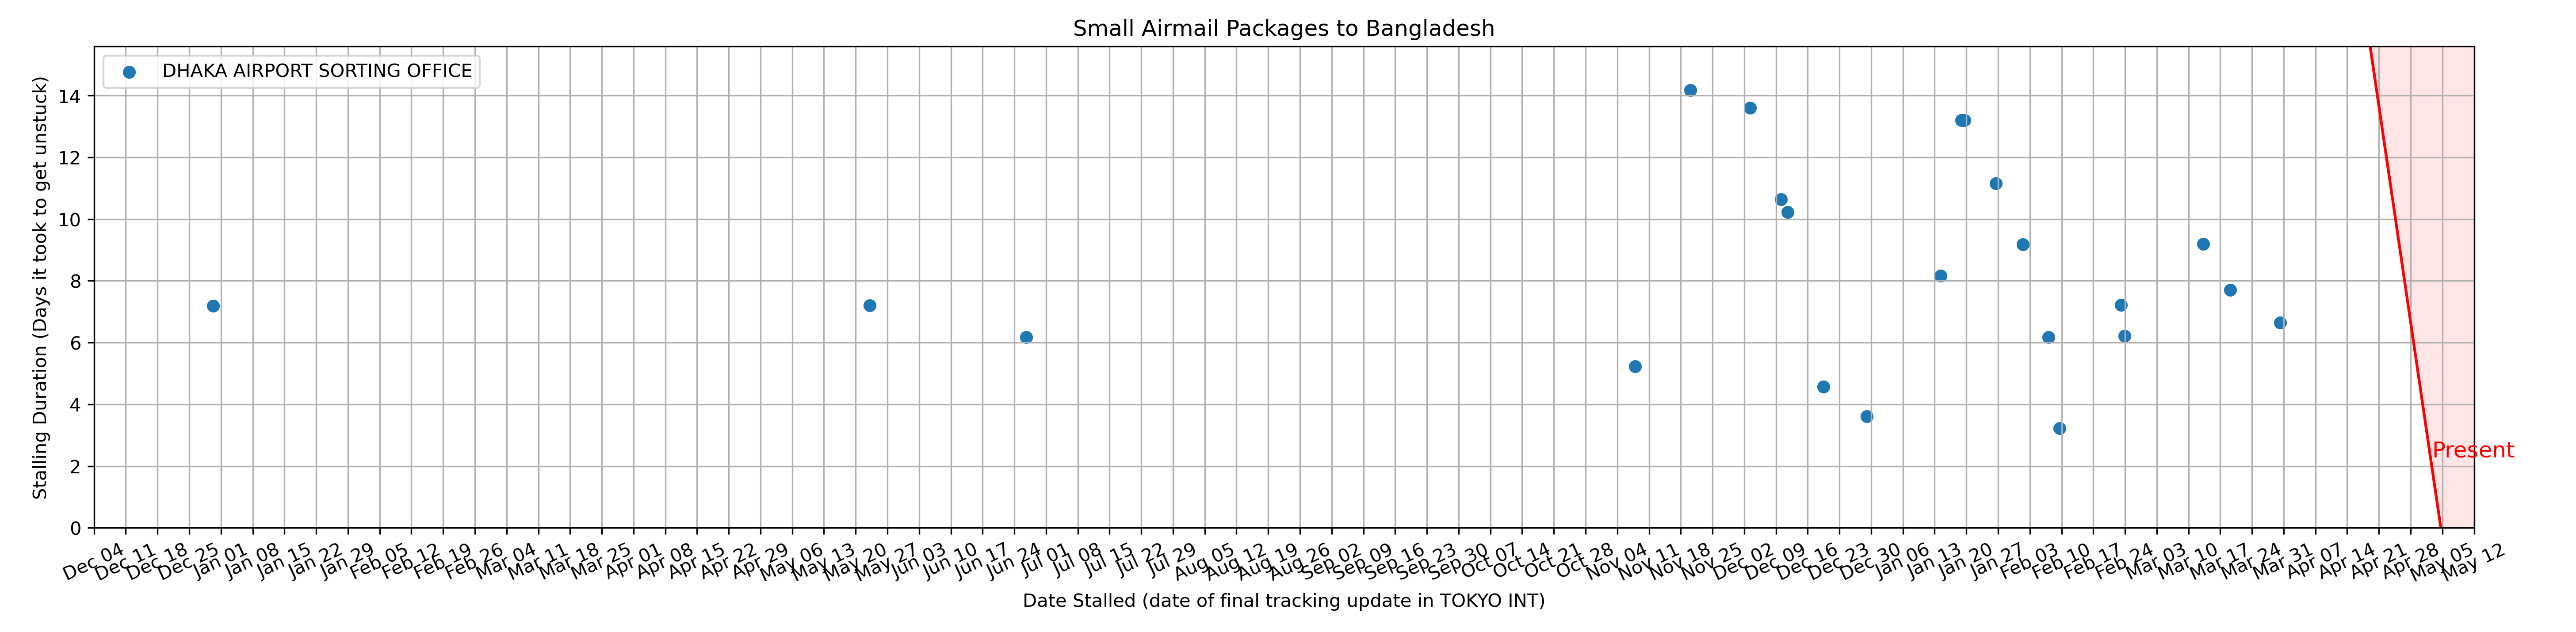 Small Airmail Packages to Bangladesh
DHAKA AIRPORT SORTING OFFICE
Stalling Duration (Days it took to get unstuck)
14
12
10
8
6
4
2
0
Present
Dec 04
Dec 11
Dec 18
Dec 25
Jan 01
Jan 08
Jan 15
Jan 22
Jan 29
Feb 05
Feb 12
Feb 19
Feb 26
Mar 04
Mar 11
Mar 18
Mar 25
Apr 01
Apr 08
Apr 15
Apr 22
Apr 29
May 06
May 13
May 20
May 27
Jun 03
Jun 10
Jun 17
Jun 24
Jul 01
Jul 08
Jul 15
Jul 22
Jul 29
Aug 05
Aug 12
Aug 19
Aug 26
Sep 02
Sep 09
Sep 16
Sep 23
Sep 30
Oct 07
Oct 14
Oct 21
Oct 28
Nov 04
Nov 11
Nov 18
Nov 25
Dec 02
Dec 09
Dec 16
Dec 23
Dec 30
Jan 06
Jan 13
Jan 20
Jan 27
Feb 03
Feb 10
Feb 17
Feb 24
Mar 03
Mar 10
Mar 17
Mar 24
Mar 31
Apr 07
Apr 14
Apr 21
Apr 28
May 05
May 12
Date Stalled (date of final tracking update in TOKYO INT)